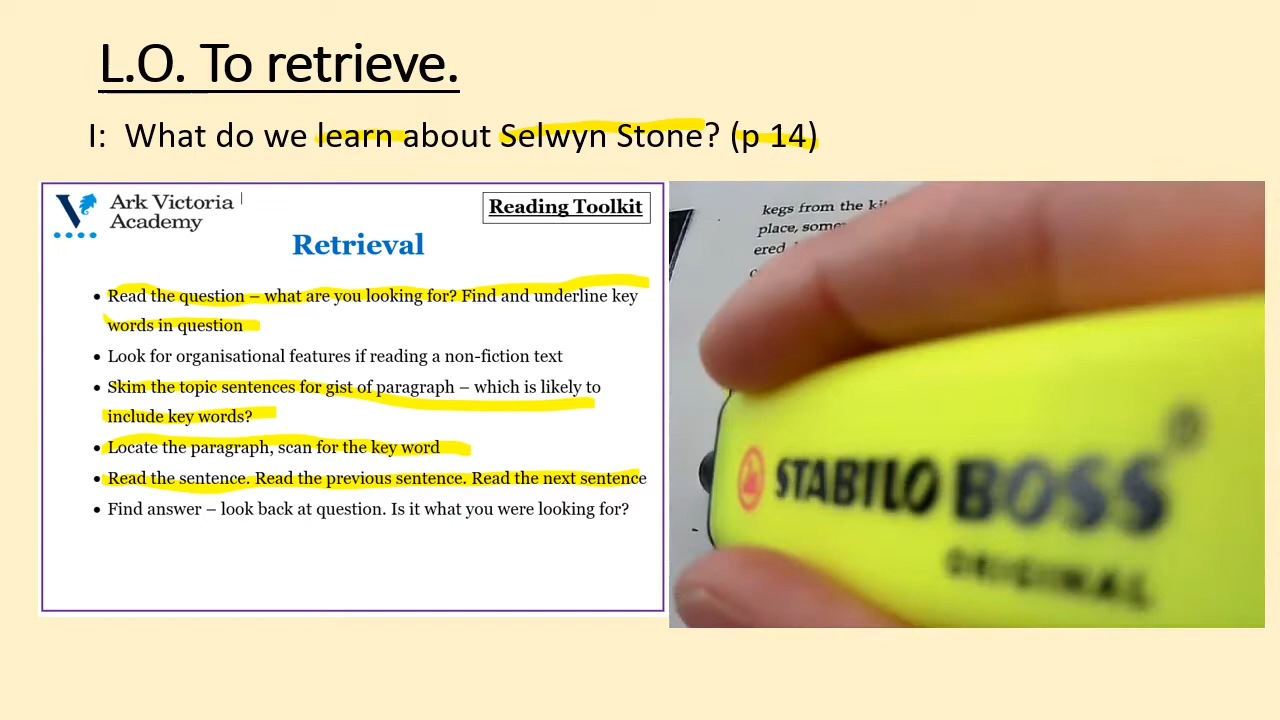 L.O. To retrieve.
I: What do we learn about Selwyn Stone? (p 14)
Ark Victoria
Academy
Reading Toolkit
Retrieval
• Read the question – what are you looking for? Find and underline key
words in question
• Look for organisational features if reading a non-fiction text
• Skim the topic sentences for gist of paragraph – which is likely to
include key words?
• Locate the paragraph, scan for the key word
• Read the sentence. Read the previous sentence. Read the next sentence
• Find answer – look back at question. Is it what you were looking for?
kegs from the
place,
ered,
STABILO BOSS
ORIGINAL